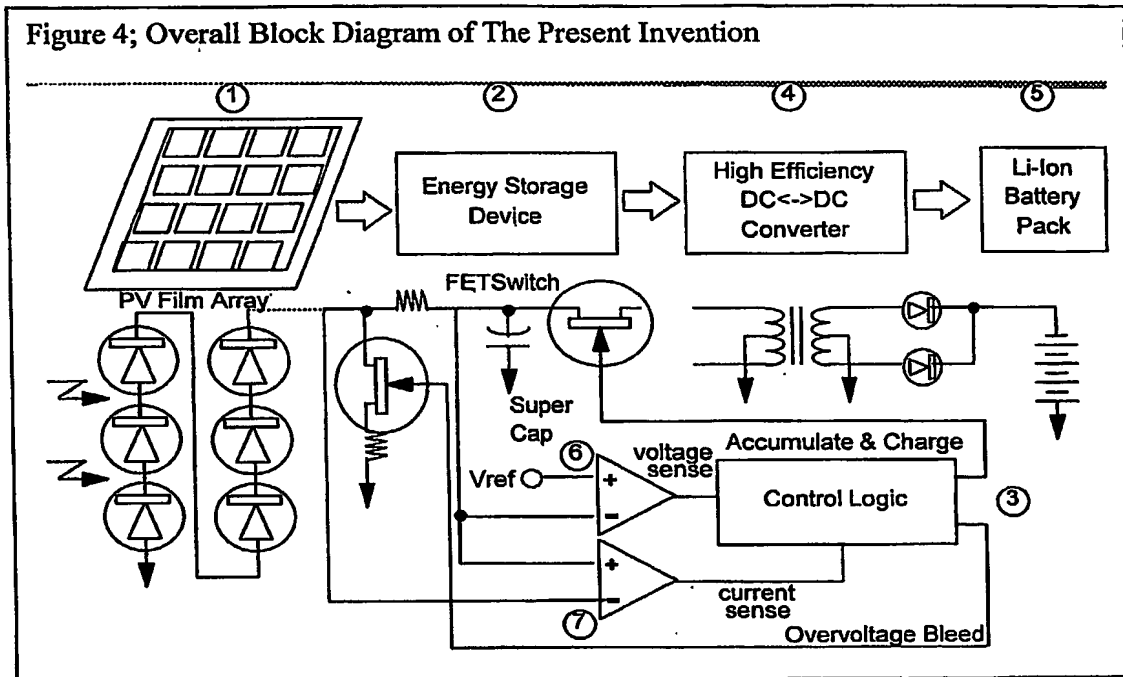 Figure 4; Overall Block Diagram of The Present Invention
1
2
4
5
Energy Storage
Device
High Efficiency
DC<->DC
Converter
Li-Ion
Battery
Pack
PV Film Array
FETSwitch
Super
Cap
Accumulate & Charge
6
voltage
sense
Vref
+
-
Control Logic
3
+
-
current
sense
7
Overvoltage Bleed